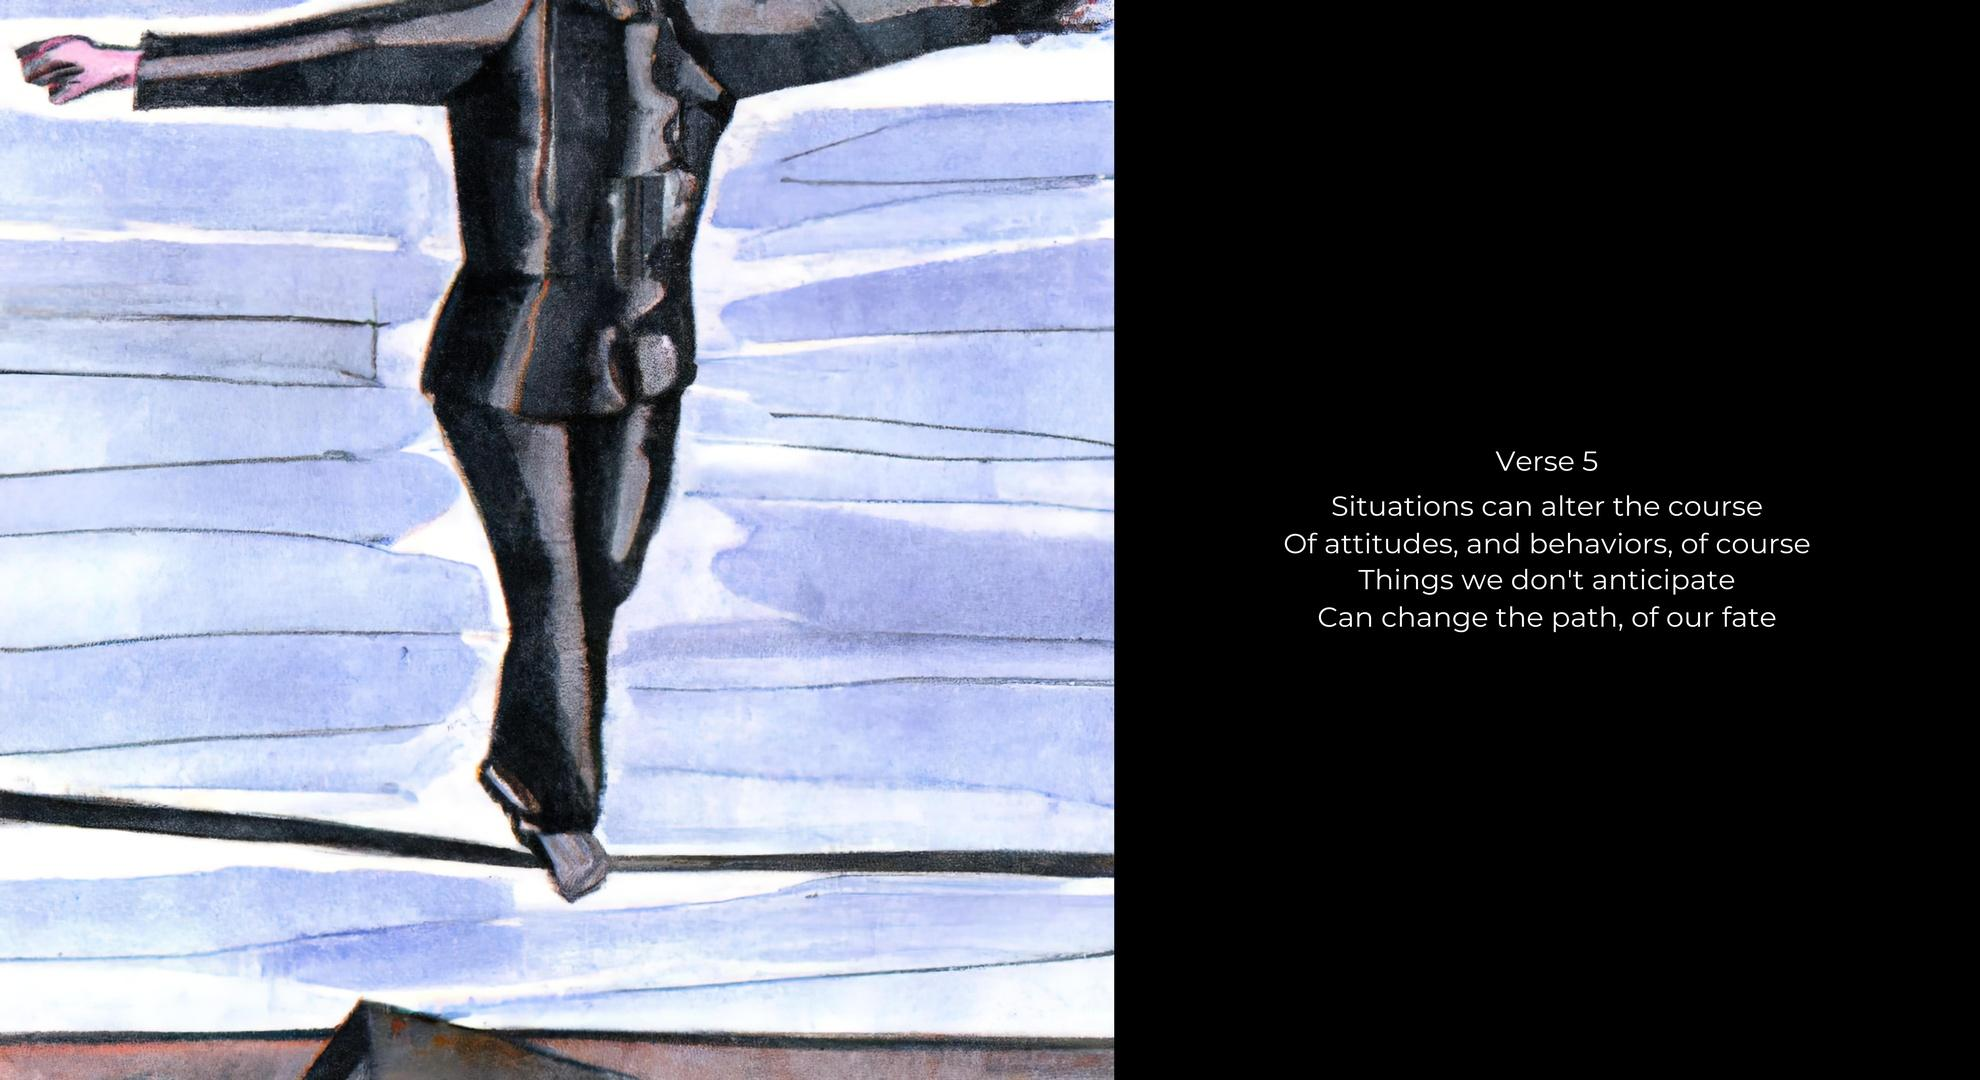 Verse 5
Situations can alter the course
Of attitudes, and behaviors, of course
Things we don't anticipate
Can change the path, of our fate